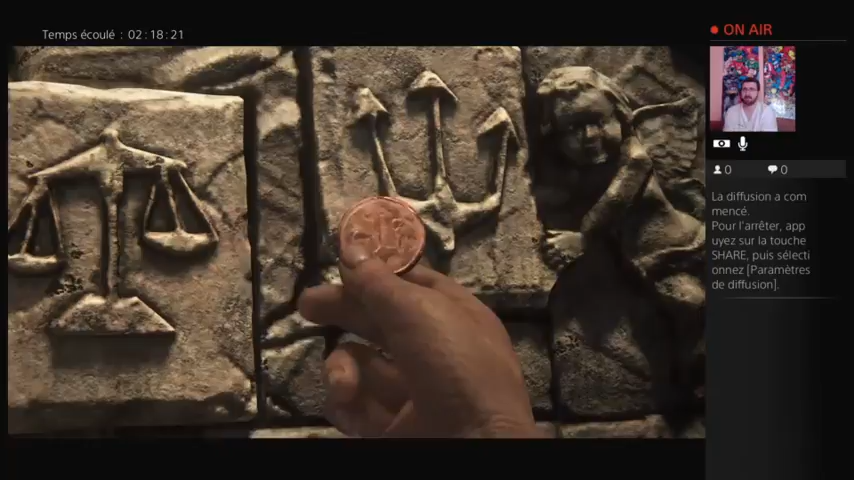 Temps écoulé : 02:18:21
ON AIR
0
0
La diffusion a com
mencé.
Pour l'arrêter, app
uyez sur la touche
SHARE, puis sélecti
onnez [Paramètres
de diffusion].